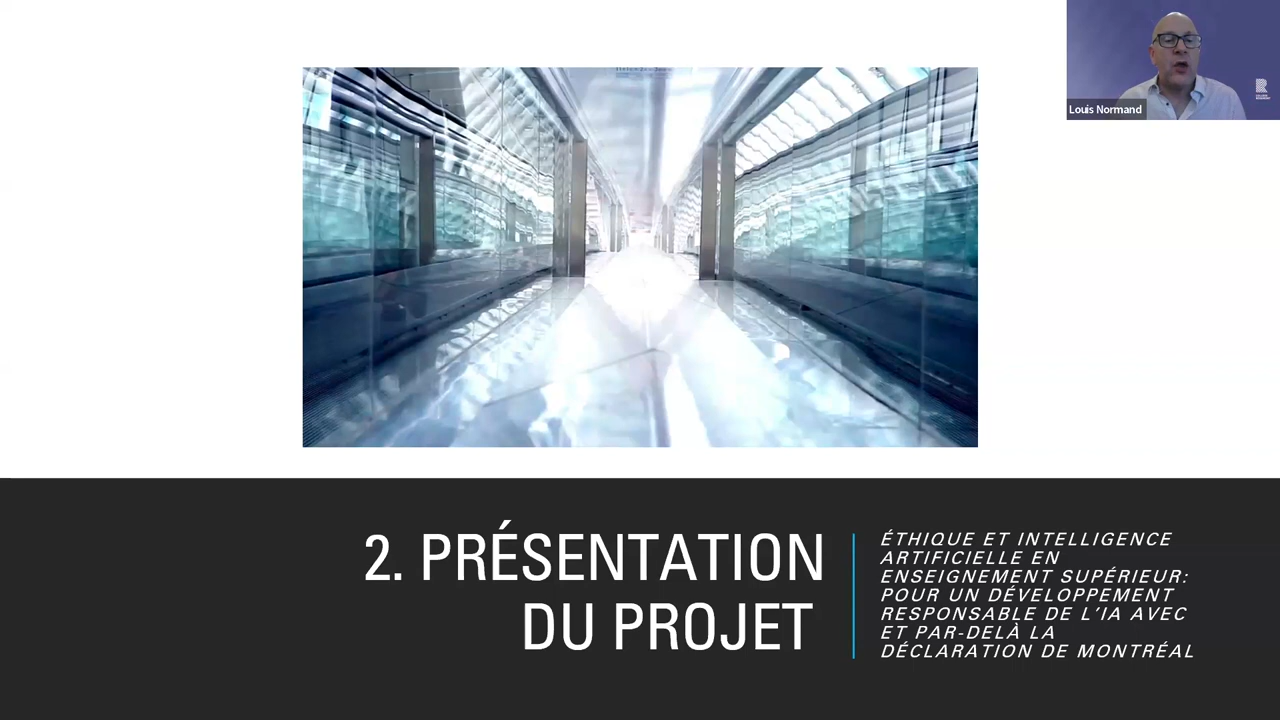 Louis Normand
2. PRÉSENTATION
DU PROJET
ÉTHIQUE ET INTELLIGENCE
ARTIFICIELLE EN
ENSEIGNEMENT SUPÉRIEUR:
POUR UN DÉVELOPPEMENT
RESPONSABLE DE L'IA AVEC
ET PAR-DELÀ LA
DÉCLARATION DE MONTRÉAL